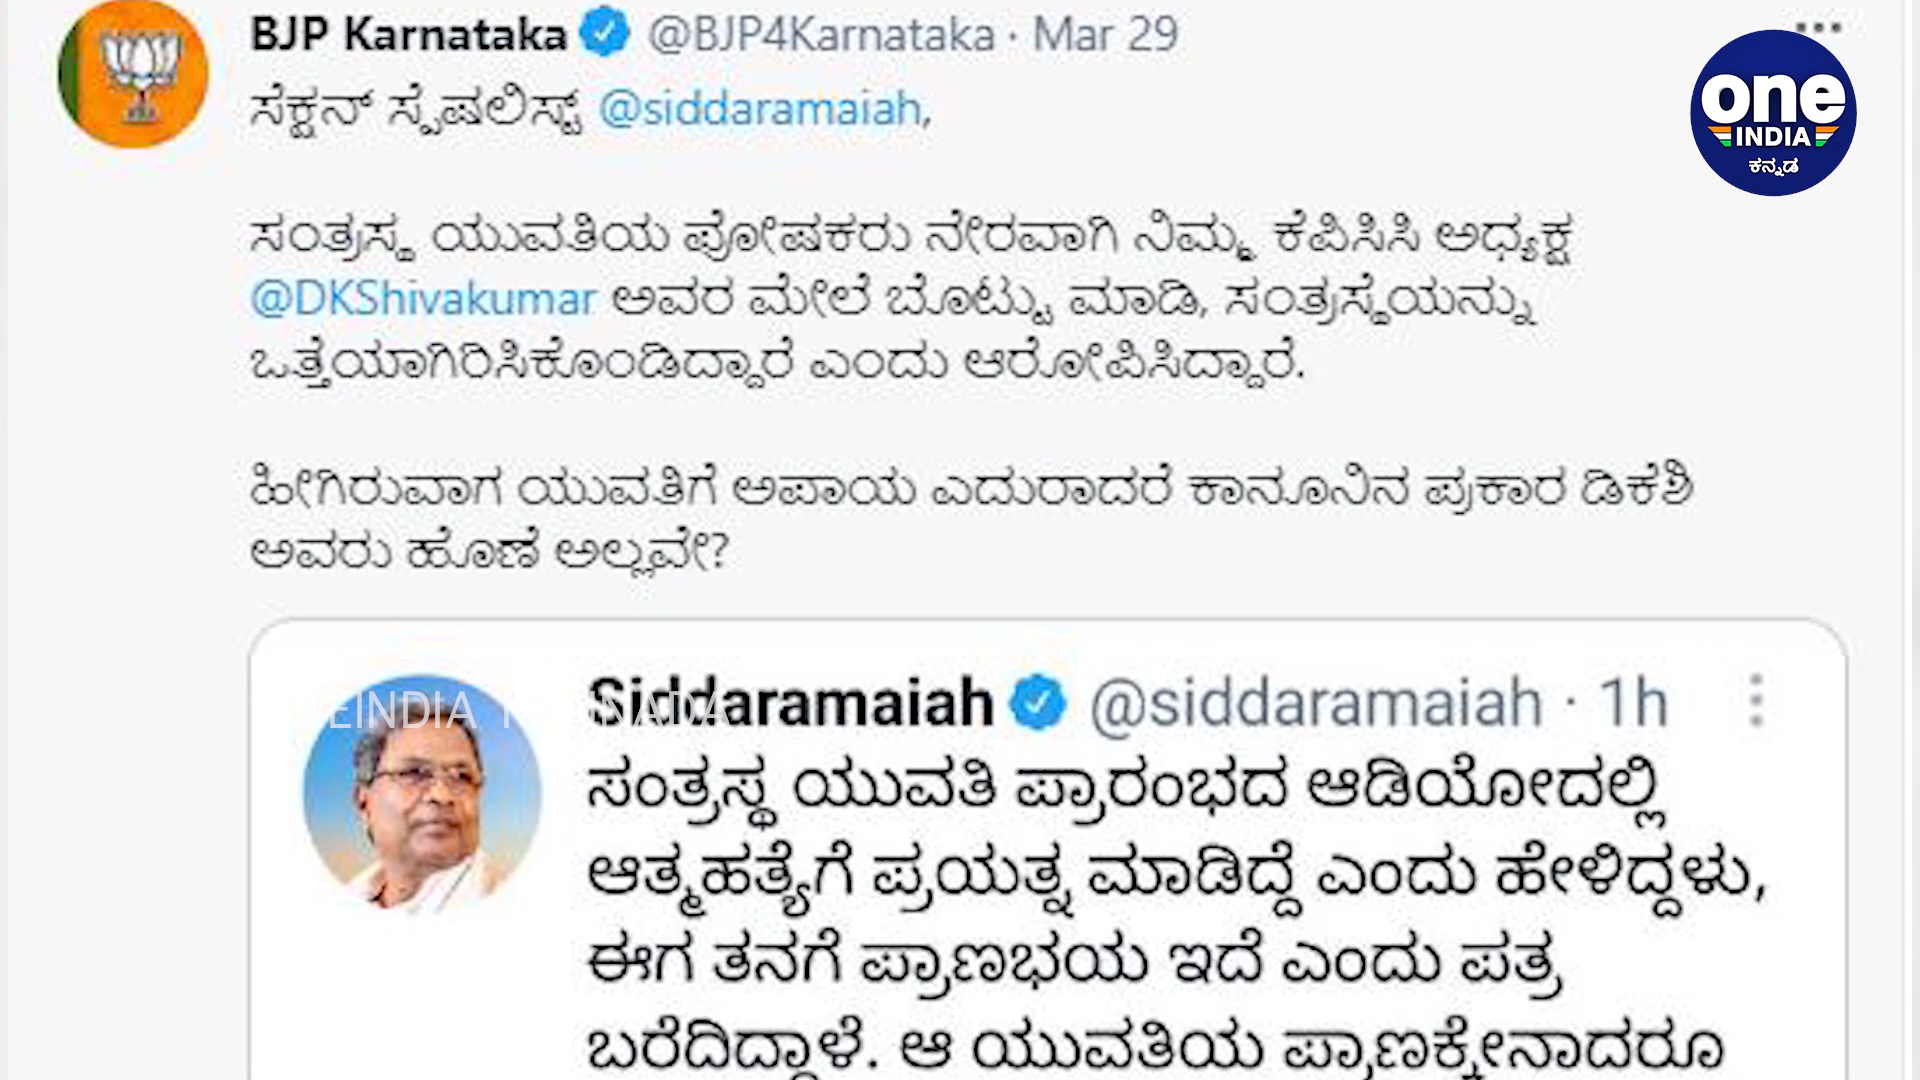 BJP Karnataka @BJP4Karnataka · Mar 29
ಸೆಕ್ಷನ್ ಸ್ಪೆಷಲಿಸ್ಟ್ @siddaramaiah,
one
INDIA
ಕನ್ನಡ
ಸಂತ್ರಸ್ಥ ಯುವತಿಯ ಪೋಷಕರು ನೇರವಾಗಿ ನಿಮ್ಮ ಕೆಪಿಸಿಸಿ ಅಧ್ಯಕ್ಷ
@DKShivakumar ಅವರ ಮೇಲೆ ಬೊಟ್ಟು ಮಾಡಿ, ಸಂತ್ರಸ್ಥೆಯನ್ನು
ಒತ್ತೆಯಾಗಿರಿಸಿಕೊಂಡಿದ್ದಾರೆ ಎಂದು ಆರೋಪಿಸಿದ್ದಾರೆ.
ಹೀಗಿರುವಾಗ ಯುವತಿಗೆ ಅಪಾಯ ಎದುರಾದರೆ ಕಾನೂನಿನ ಪ್ರಕಾರ ಡಿಕೆಶಿ
ಅವರು ಹೊಣೆ ಅಲ್ಲವೇ?
Siddaramaiah @siddaramaiah · 1h
ಸಂತ್ರಸ್ಥ ಯುವತಿ ಪ್ರಾರಂಭದ ಆಡಿಯೋದಲ್ಲಿ
ಆತ್ಮಹತ್ಯೆಗೆ ಪ್ರಯತ್ನ ಮಾಡಿದ್ದೆ ಎಂದು ಹೇಳಿದ್ದಳು,
ಈಗ ತನಗೆ ಪ್ರಾಣಭಯ ಇದೆ ಎಂದು ಪತ್ರ
ಬರೆದಿದ್ದಾಳೆ. ಆ ಯುವತಿಯ ಪ್ರಾಣಕ್ಕೇನಾದರೂ